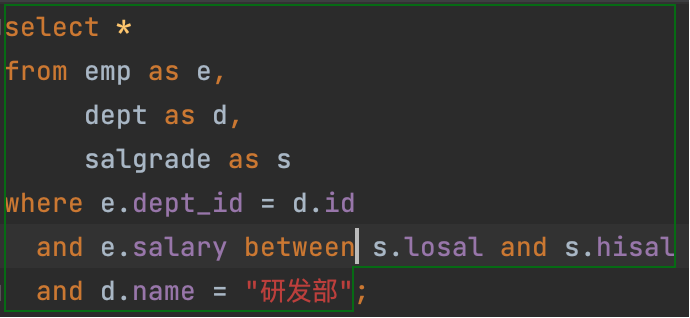 select *
from emp as e,
dept as d,
salgrade as s
where e.dept_id = d.id
and e.salary between s.losal and s.hisal
and d.name = "研发部";